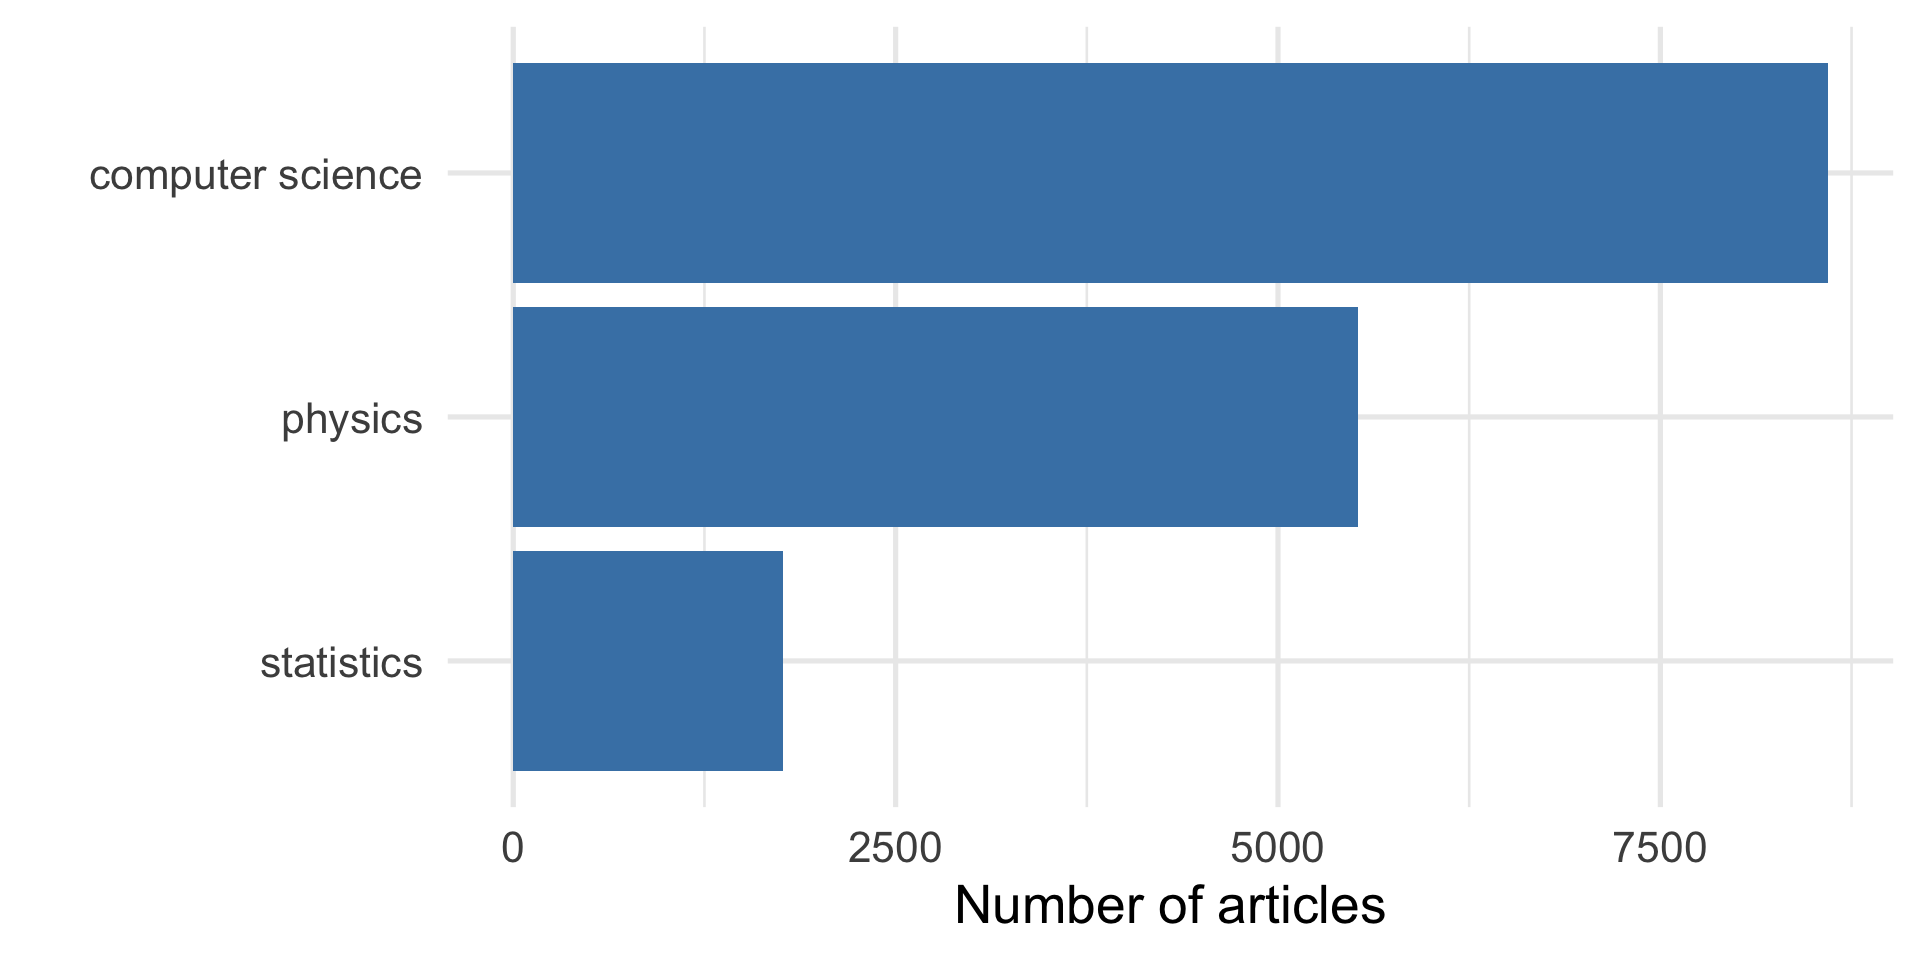 computer science
physics
statistics
0 2500 5000 7500
Number of articles